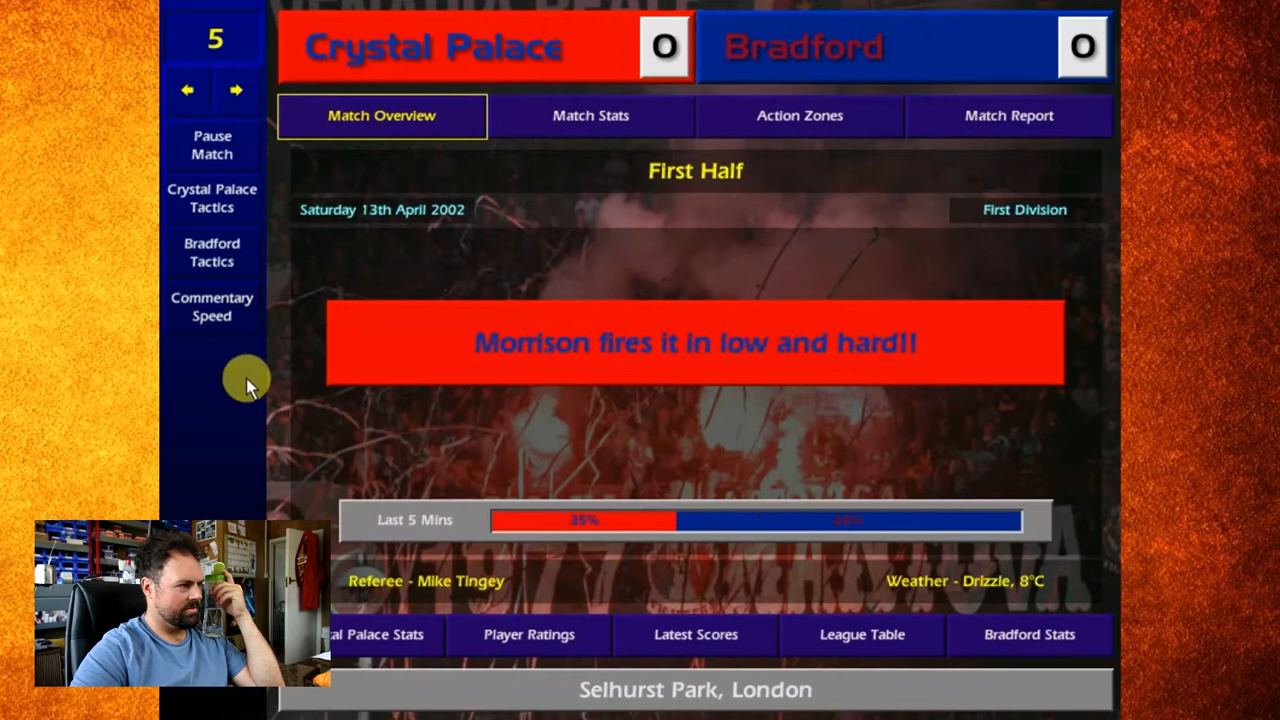 5
Crystal Palace 0
Bradford 0
Match Overview
Match Stats
Action Zones
Match Report
Pause
Match
Crystal Palace
Tactics
Bradford
Tactics
Commentary
Speed
First Half
Saturday 13th April 2002
First Division
Morrison fires it in low and hard!!
Last 5 Mins
35%
Referee - Mike Tingey
Weather - Drizzle, 8°C
al Palace Stats
Player Ratings
Latest Scores
League Table
Bradford Stats
Selhurst Park, London